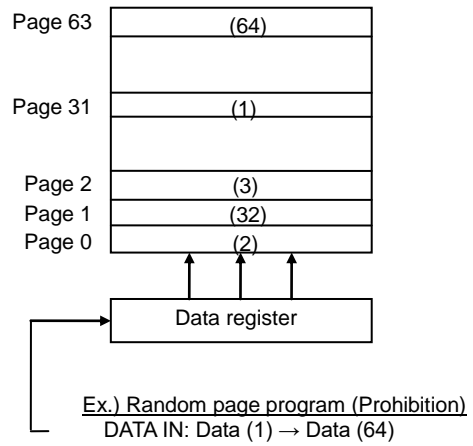 Page 63 (64)
Page 31 (1)
Page 2 (3)
Page 1 (32)
Page 0 (2)
Data register
Ex.) Random page program (Prohibition)
DATA IN: Data (1) → Data (64)